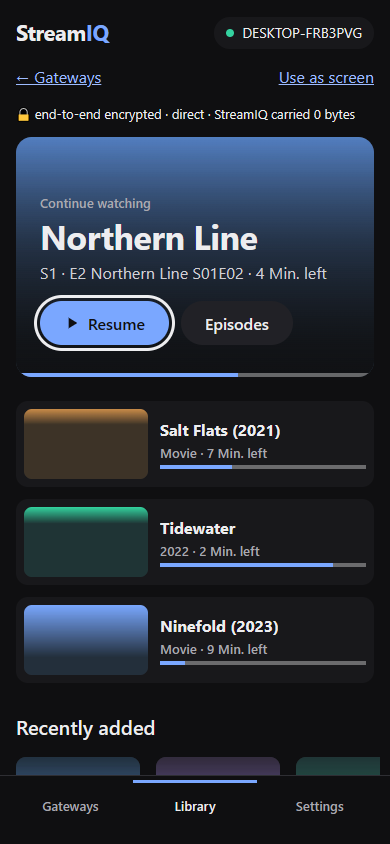 StreamIQ
DESKTOP-FRB3PVG
← Gateways
Use as screen
🔒 end-to-end encrypted · direct · StreamIQ carried 0 bytes
Continue watching
Northern Line
S1 · E2 Northern Line S01E02 · 4 Min. left
Resume
Episodes
Salt Flats (2021)
Movie · 7 Min. left
Tidewater
2022 · 2 Min. left
Ninefold (2023)
Movie · 9 Min. left
Recently added
Gateways
Library
Settings